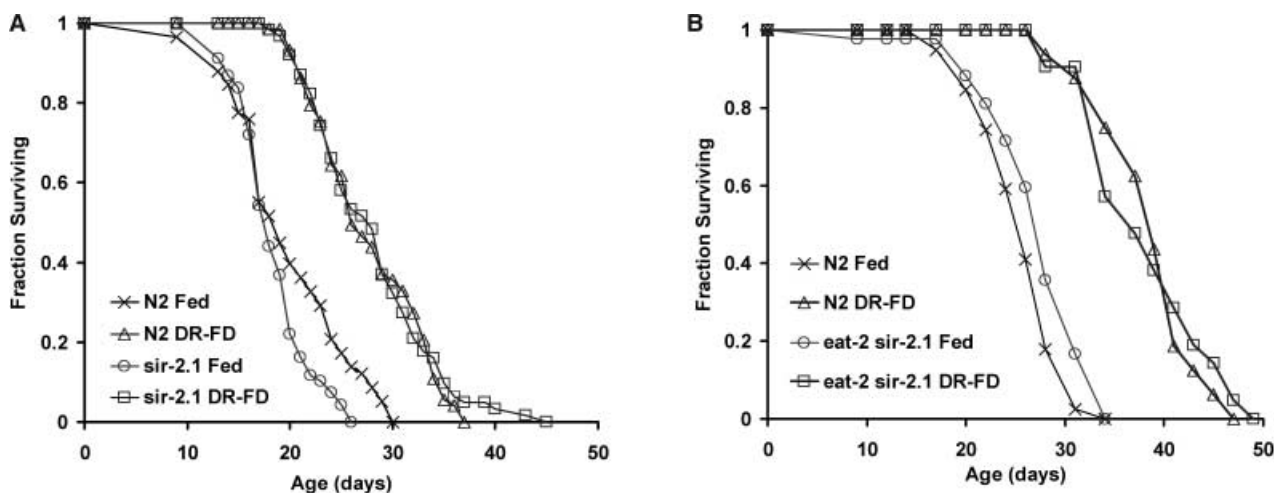 A
1
0.8
0.6
0.4
0.2
0
Fraction Surviving
N2 Fed
N2 DR-FD
sir-2.1 Fed
sir-2.1 DR-FD
0 10 20 30 40 50
Age (days)
B
1
0.8
0.6
0.4
0.2
0
Fraction Surviving
N2 Fed
N2 DR-FD
eat-2 sir-2.1 Fed
eat-2 sir-2.1 DR-FD
0 10 20 30 40 50
Age (days)